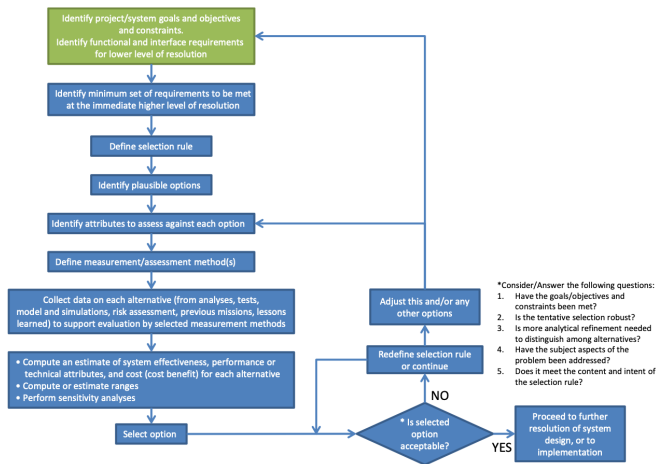 Identify project/system goals and objectives
and constraints.
Identify functional and interface requirements
for lower level of resolution
Identify minimum set of requirements to be met
at the immediate higher level of resolution
Define selection rule
Identify plausible options
Identify attributes to assess against each option
Define measurement/assessment method(s)
Collect data on each alternative (from analyses, tests,
model and simulations, risk assessment, previous missions, lessons
learned) to support evaluation by selected measurement methods
• Compute an estimate of system effectiveness, performance or
technical attributes, and cost (cost benefit) for each alternative
• Compute or estimate ranges
• Perform sensitivity analyses
Select option
Adjust this and/or any
other options
Redefine selection rule
or continue
NO
* Is selected
option
acceptable?
YES
Proceed to further
resolution of system
design, or to
implementation
*Consider/Answer the following questions:
1. Have the goals/objectives and
constraints been met?
2. Is the tentative selection robust?
3. Is more analytical refinement needed
to distinguish among alternatives?
4. Have the subject aspects of the
problem been addressed?
5. Does it meet the content and intent of
the selection rule?